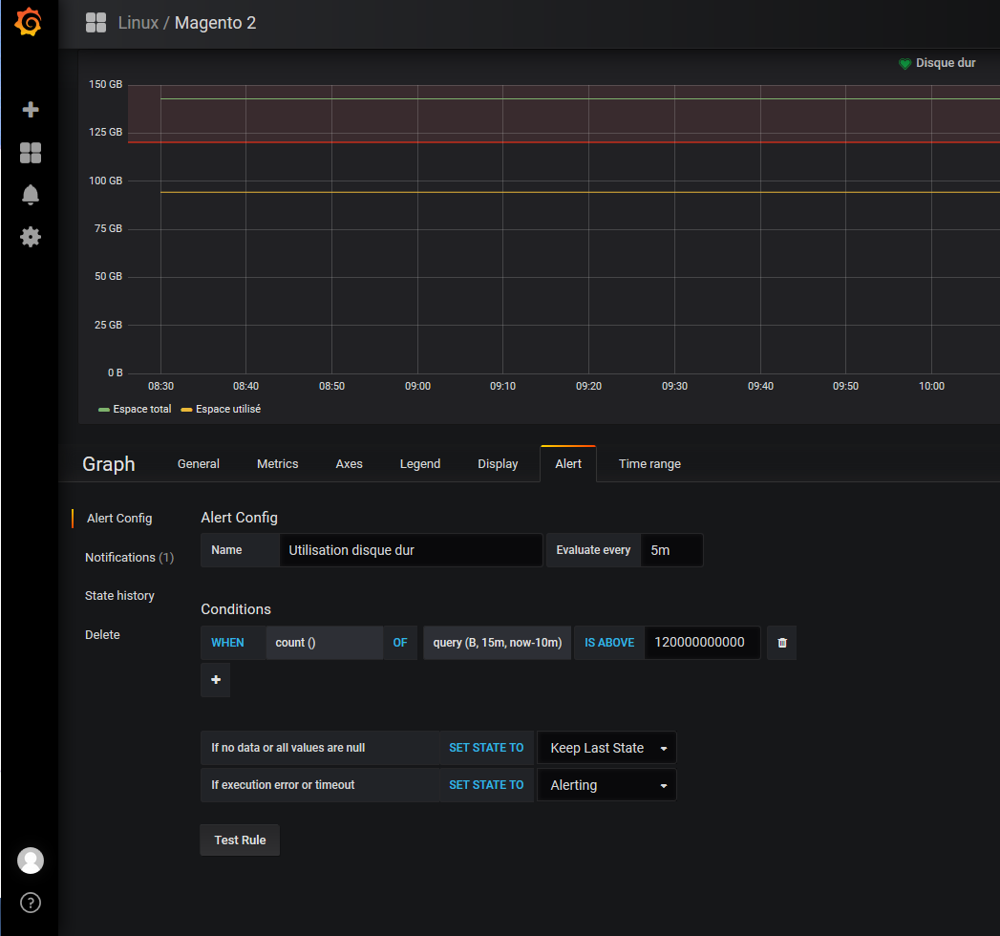 Linux / Magento 2
Disque dur
150 GB
125 GB
100 GB
75 GB
50 GB
25 GB
0 B
08:30 08:40 08:50 09:00 09:10 09:20 09:30 09:40 09:50 10:00
Espace total Espace utilisé
Graph General Metrics Axes Legend Display Alert Time range
Alert Config
Notifications (1)
State history
Delete
Alert Config
Name Utilisation disque dur Evaluate every 5m
Conditions
WHEN count () OF query (B, 15m, now-10m) IS ABOVE 120000000000
If no data or all values are null SET STATE TO Keep Last State
If execution error or timeout SET STATE TO Alerting
Test Rule